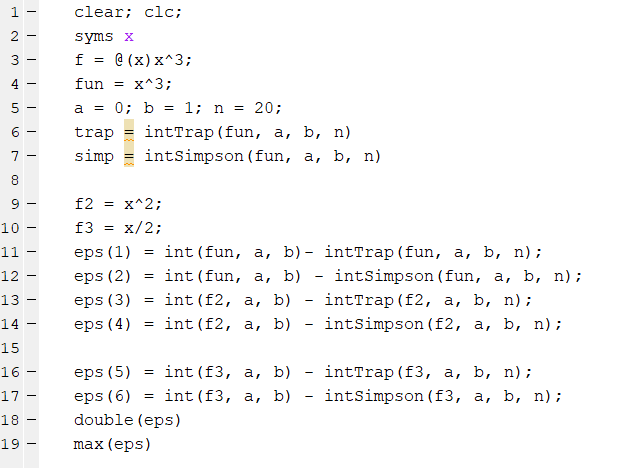 1 - clear; clc;
2 - syms x
3 - f = @(x)x^3;
4 - fun = x^3;
5 - a = 0; b = 1; n = 20;
6 - trap = intTrap(fun, a, b, n)
7 - simp = intSimpson(fun, a, b, n)
8
9 - f2 = x^2;
10 - f3 = x/2;
11 - eps(1) = int(fun, a, b)- intTrap(fun, a, b, n);
12 - eps(2) = int(fun, a, b) - intSimpson(fun, a, b, n);
13 - eps(3) = int(f2, a, b) - intTrap(f2, a, b, n);
14 - eps(4) = int(f2, a, b) - intSimpson(f2, a, b, n);
15
16 - eps(5) = int(f3, a, b) - intTrap(f3, a, b, n);
17 - eps(6) = int(f3, a, b) - intSimpson(f3, a, b, n);
18 - double(eps)
19 - max(eps)